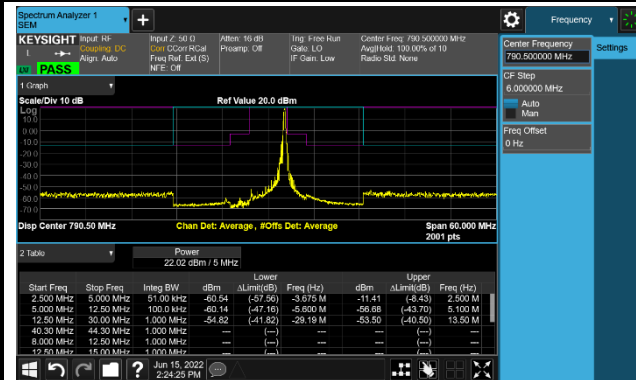 Spectrum Analyzer 1
SEM
Frequency
KEYSIGHT
Input: RF
Coupling: DC
Align: Auto
Input Z: 50 Ω
Corr CCorr RCal
Freq Ref: Ext (S)
NFE: Off
Atten: 16 dB
Preamp: Off
Trig: Free Run
Gate: LO
IF Gain: Low
Center Freq: 790.500000 MHz
Avg|Hold: 100.00% of 10
Radio Std: None
L
PASS
Center Frequency
790.500000 MHz
Settings
CF Step
6.000000 MHz
Auto
Man
Freq Offset
0 Hz
1 Graph
Scale/Div 10 dB
Ref Value 20.0 dBm
Log
10.0
0.00
-10.0
-20.0
-30.0
-40.0
-50.0
-60.0
-70.0
Disp Center 790.50 MHz
Chan Det: Average, #Offs Det: Average
Span 60.000 MHz
2001 pts
2 Table
Power
22.02 dBm / 5 MHz
Lower Upper
Start Freq Stop Freq Integ BW dBm ΔLimit(dB) Freq (Hz) dBm ΔLimit(dB) Freq (Hz)
2.500 MHz 5.000 MHz 51.00 kHz -60.54 (-57.56) -3.675 M -11.41 (-8.43) 2.500 M
5.000 MHz 12.50 MHz 100.0 kHz -60.14 (-47.16) -5.600 M -56.68 (-43.70) 5.100 M
12.50 MHz 30.00 MHz 1.000 MHz -54.82 (-41.82) -29.19 M -53.50 (-40.50) 13.50 M
40.30 MHz 44.30 MHz 1.000 MHz --- (---) --- --- (---) ---
8.000 MHz 12.50 MHz 1.000 MHz --- (---) --- --- (---) ---
12.50 MHz 15.00 MHz 1.000 MHz --- (---) --- --- (---) ---
Jun 15, 2022
2:24:25 PM